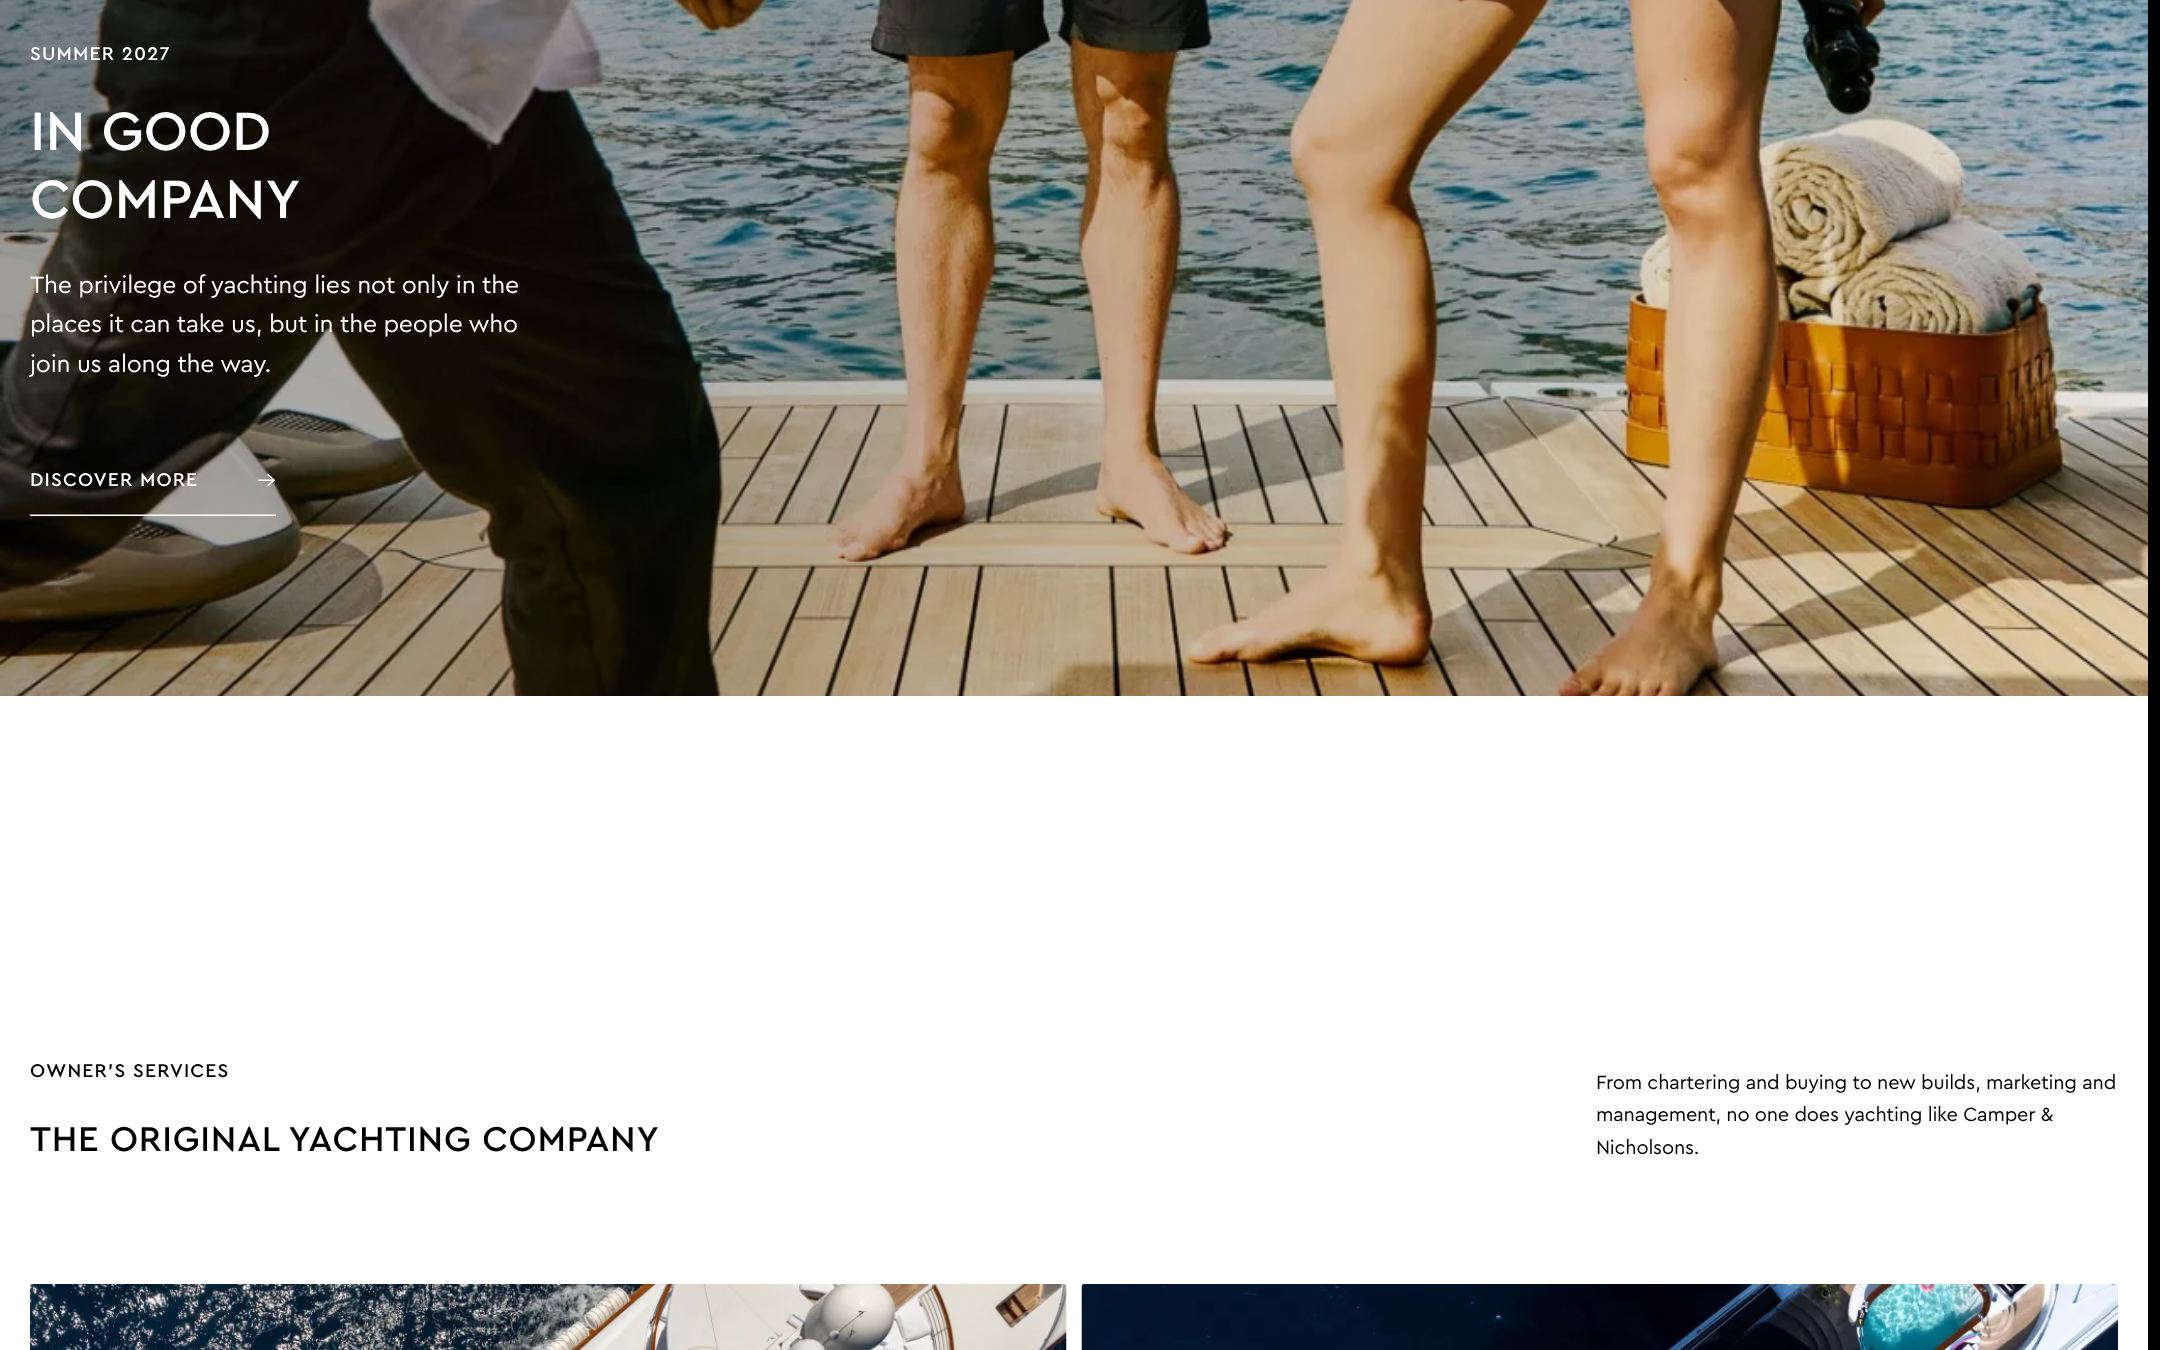 SUMMER 2027
IN GOOD
COMPANY
The privilege of yachting lies not only in the
places it can take us, but in the people who
join us along the way.
DISCOVER MORE →
OWNER'S SERVICES
THE ORIGINAL YACHTING COMPANY
From chartering and buying to new builds, marketing and
management, no one does yachting like Camper &
Nicholsons.